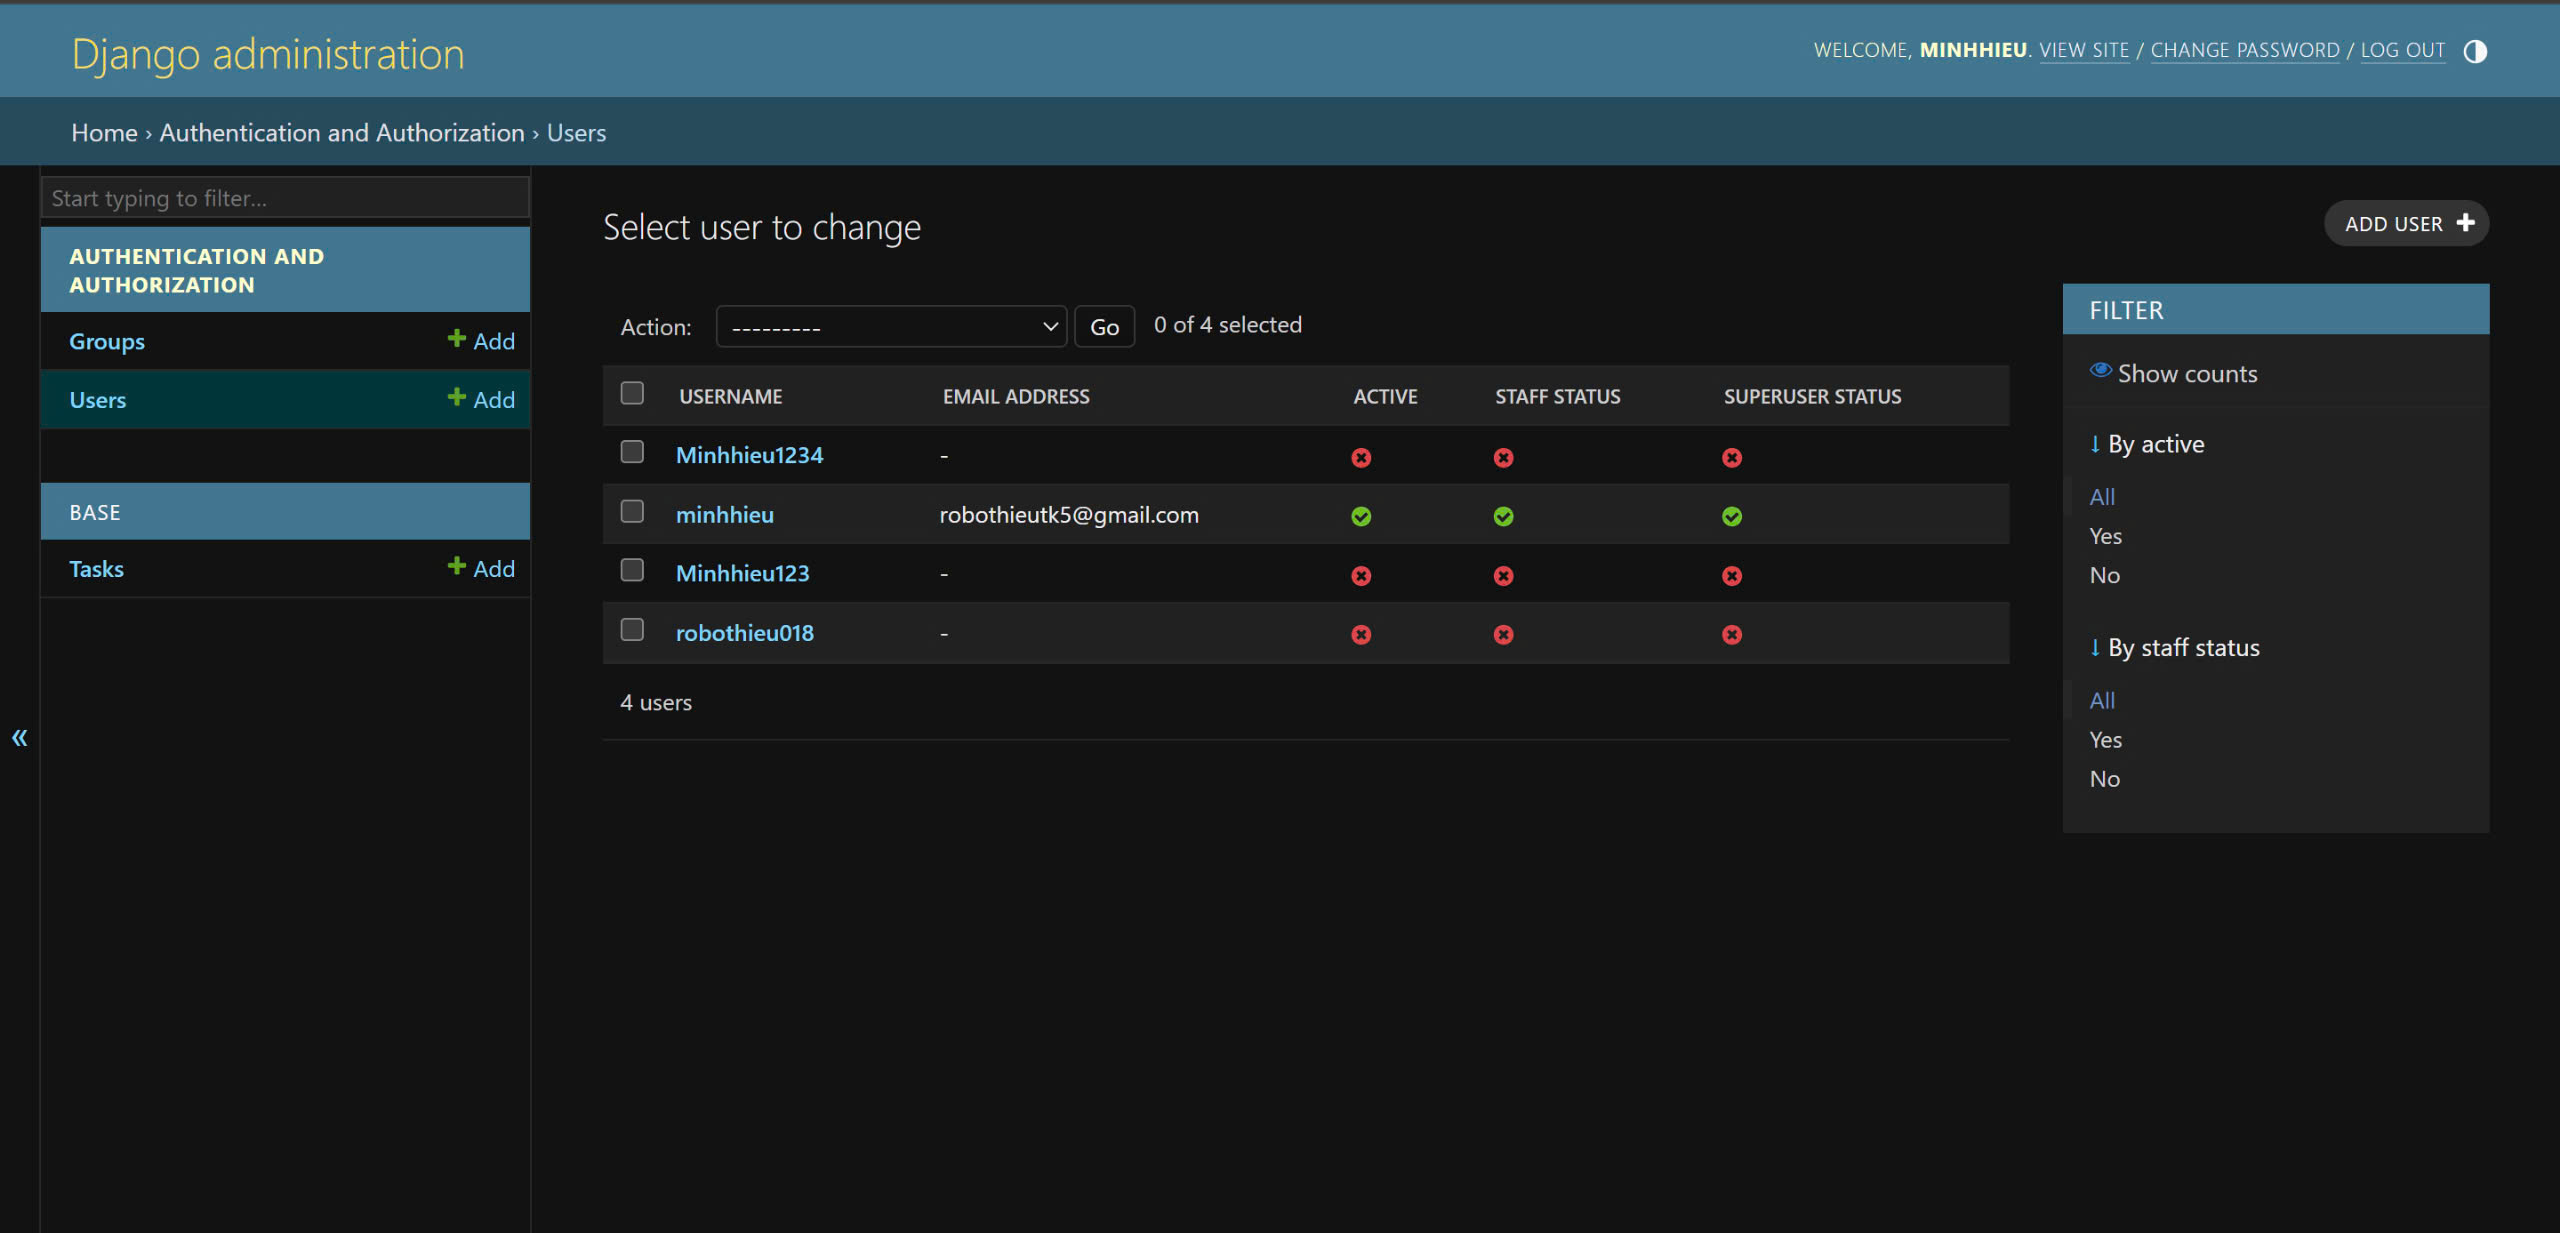 Django administration
WELCOME, MINHHIEU. VIEW SITE / CHANGE PASSWORD / LOG OUT
Home › Authentication and Authorization › Users
Start typing to filter...
AUTHENTICATION AND
AUTHORIZATION
Groups + Add
Users + Add
BASE
Tasks + Add
«
Select user to change
ADD USER +
Action: --------- Go 0 of 4 selected
USERNAME EMAIL ADDRESS ACTIVE STAFF STATUS SUPERUSER STATUS
Minhhieu1234 -
minhhieu robothieutk5@gmail.com
Minhhieu123 -
robothieu018 -
4 users
FILTER
Show counts
↓ By active
All
Yes
No
↓ By staff status
All
Yes
No